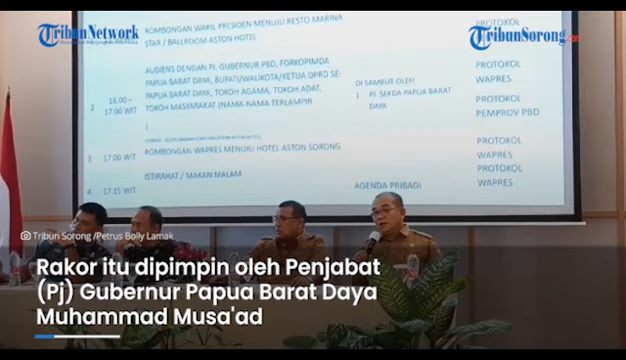 TribunNetwork
TribunSorong.com
ROMBONGAN WAKIL PRESIDEN MENUJU RESTO MARINA
STAR / BALLROOM ASTON HOTEL
PROTOKOL
WAPRES
2
16.00 –
17.00 WIT
AUDIENS DENGAN PJ. GUBERNUR PBD, FORKOPIMDA
PAPUA BARAT DAYA, BUPATI/WALIKOTA/KETUA DPRD SE-
PAPUA BARAT DAYA, TOKOH AGAMA, TOKOH ADAT,
TOKOH MASYARAKAT (NAMA-NAMA TERLAMPIR
)
DI SAMBUT OLEH
1 PJ SEKDA PAPUA BARAT
DAYA
PROTOKOL
WAPRES
PROTOKOL
PEMPROV PBD
3
17.00 WIT
ROMBONGAN WAPRES MENUJU HOTEL ASTON SORONG
PROTOKOL
WAPRES
4
17.15 WIT
ISTIRAHAT / MAKAN MALAM
AGENDA PRIBADI
PROTOKOL
WAPRES
Tribun Sorong /Petrus Bolly Lamak
Rakor itu dipimpin oleh Penjabat
(Pj) Gubernur Papua Barat Daya
Muhammad Musa'ad